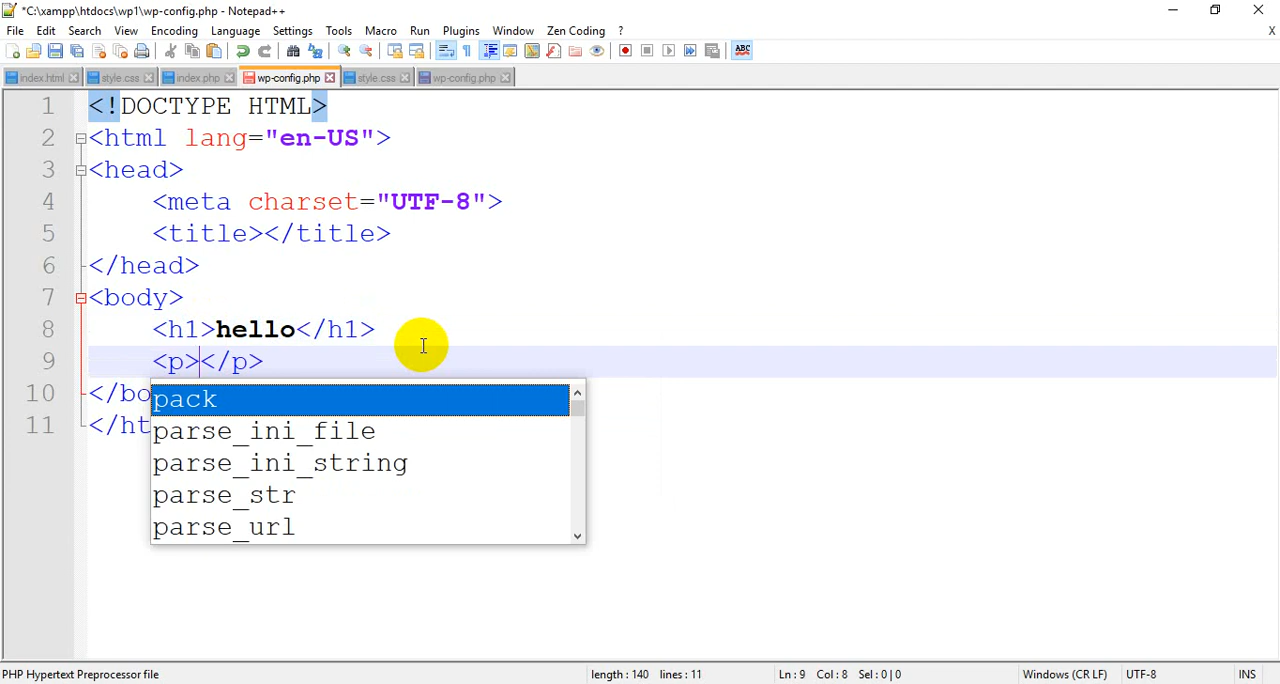 *C:\xampp\htdocs\wp1\wp-config.php - Notepad++
File Edit Search View Encoding Language Settings Tools Macro Run Plugins Window Zen Coding ? X
ABC
index.html style.css index.php wp-config.php style.css wp-config.php
1 <!DOCTYPE HTML>
2 <html lang="en-US">
3 <head>
4 <meta charset="UTF-8">
5 <title></title>
6 </head>
7 <body>
8 <h1>hello</h1>
9 <p></p>
10 </bo
11 </ht
pack
parse_ini_file
parse_ini_string
parse_str
parse_url
PHP Hypertext Preprocessor file length : 140 lines : 11 Ln : 9 Col : 8 Sel : 0 | 0 Windows (CR LF) UTF-8 INS